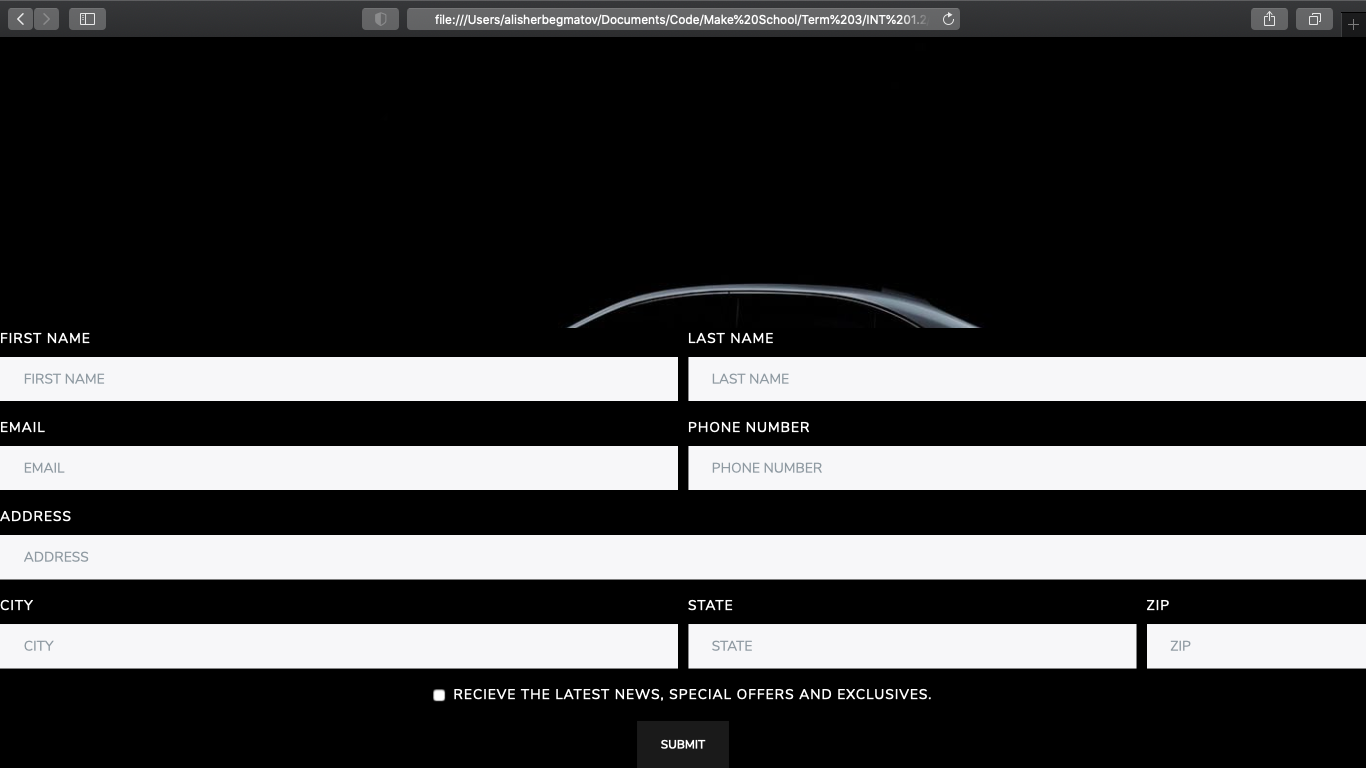 file:///Users/alisherbegmatov/Documents/Code/Make%20School/Term%203/INT%201.2
FIRST NAME LAST NAME
FIRST NAME LAST NAME
EMAIL PHONE NUMBER
EMAIL PHONE NUMBER
ADDRESS
ADDRESS
CITY STATE ZIP
CITY STATE ZIP
RECIEVE THE LATEST NEWS, SPECIAL OFFERS AND EXCLUSIVES.
SUBMIT